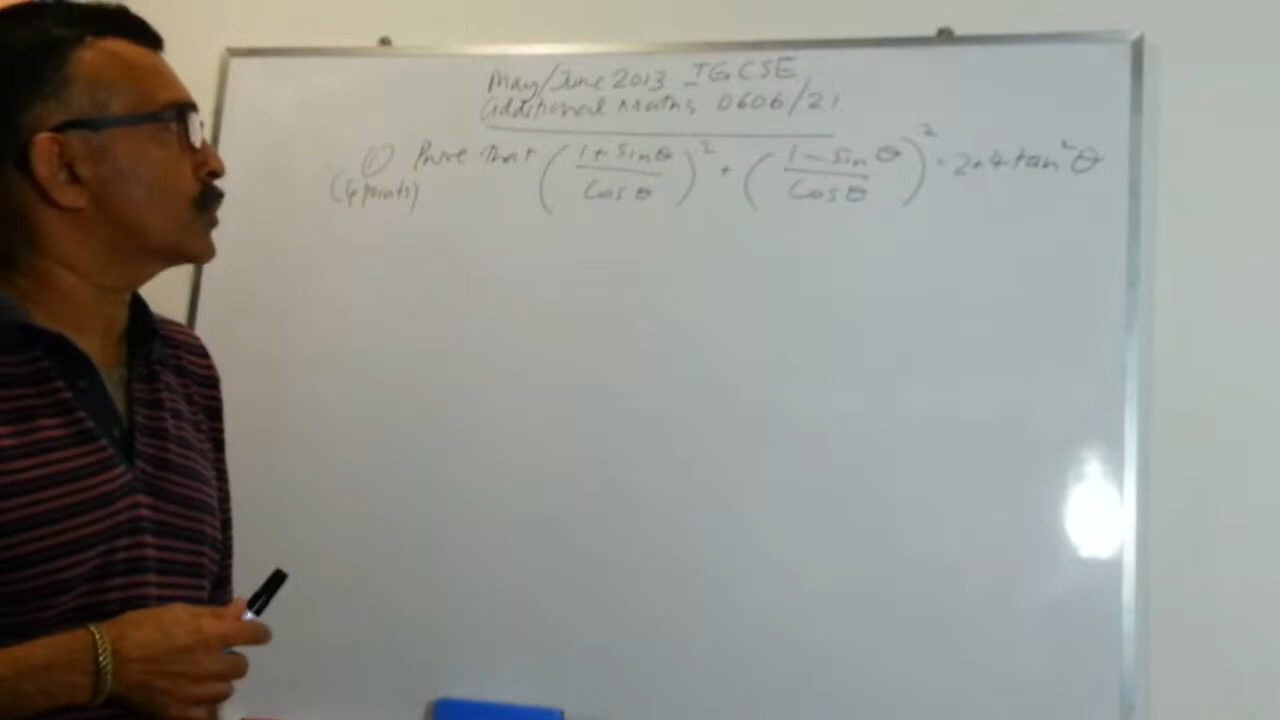 May/June 2013 IGCSE
Additional Maths 0606/21
① Prove that ((1+sinθ)/(Cosθ))² + ((1-sinθ)/(Cosθ))² = 2+4tan²θ
(4 points)